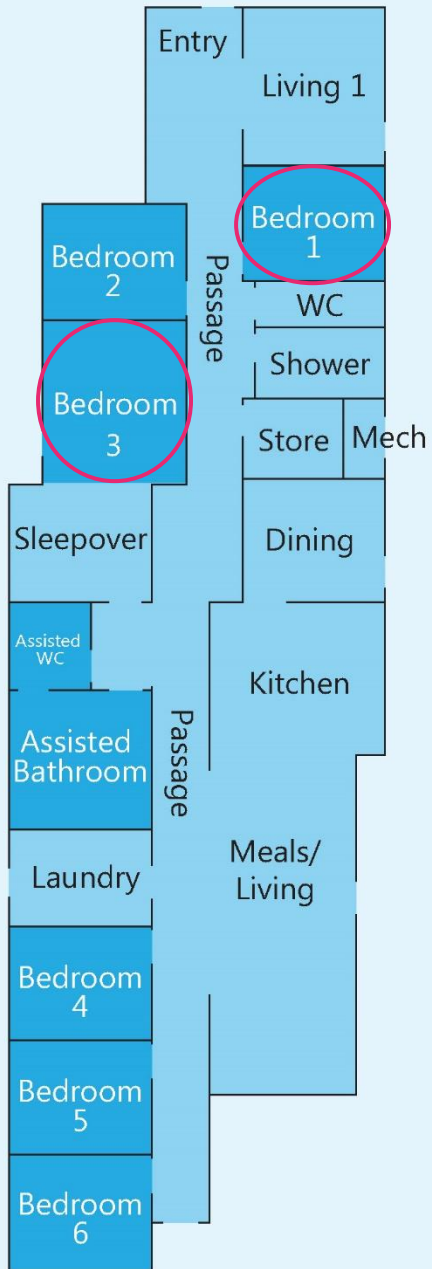 Entry
Living 1
Bedroom
1
Bedroom
2
Passage
WC
Shower
Bedroom
3
Store
Mech
Sleepover
Dining
Assisted
WC
Kitchen
Passage
Assisted
Bathroom
Meals/
Living
Laundry
Bedroom
4
Bedroom
5
Bedroom
6